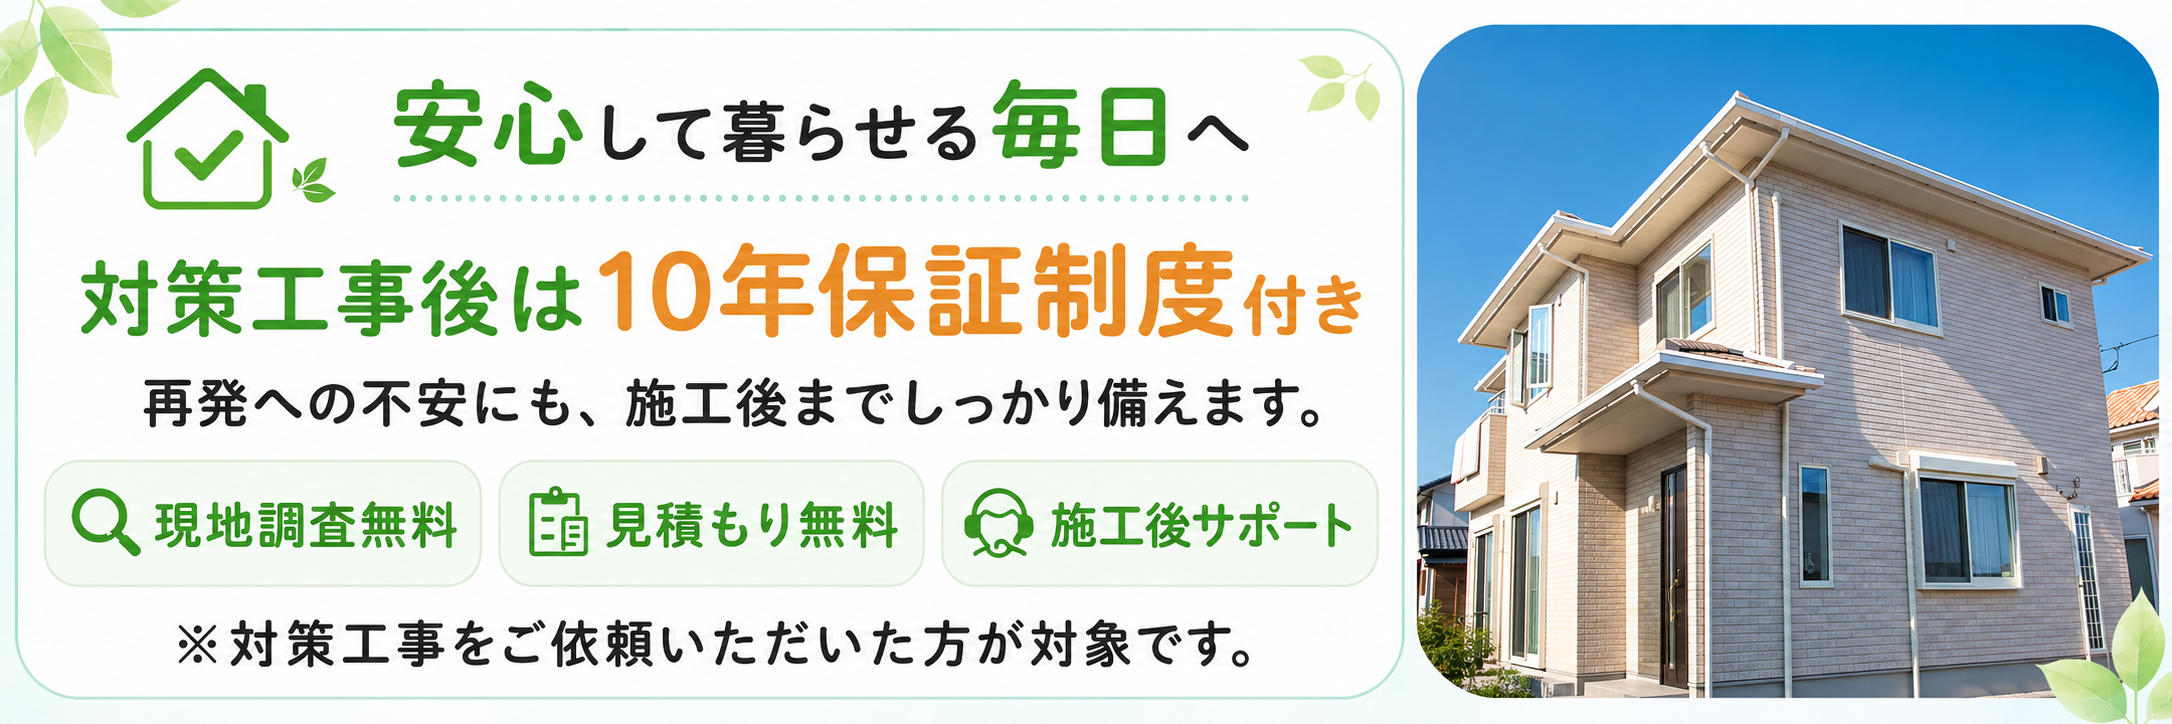 安心して暮らせる毎日へ
対策工事後は10年保証制度付き
再発への不安にも、施工後までしっかり備えます。
現地調査無料
見積もり無料
施工後サポート
※対策工事をご依頼いただいた方が対象です。